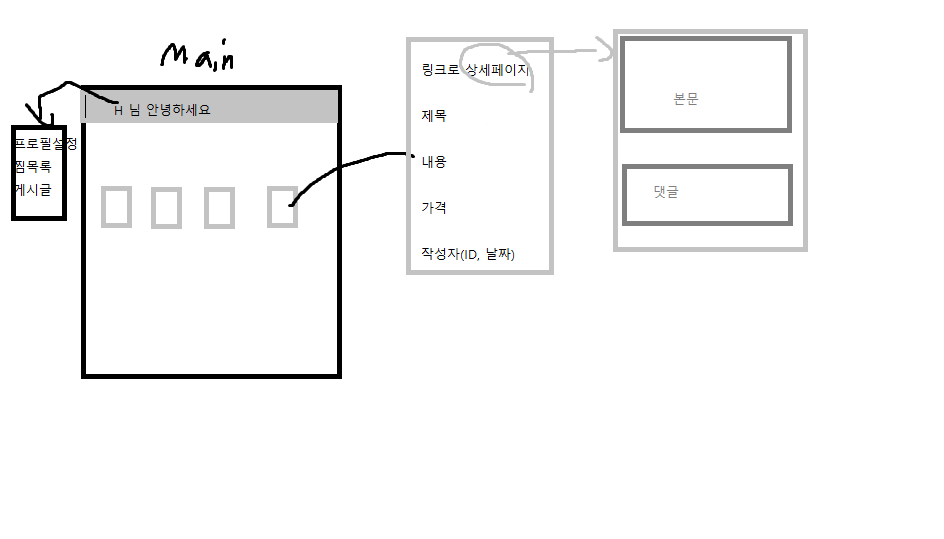 Main
H 님 안녕하세요
프로필설정
찜목록
게시글
링크로 상세페이지
제목
내용
가격
작성자(ID, 날짜)
본문
댓글